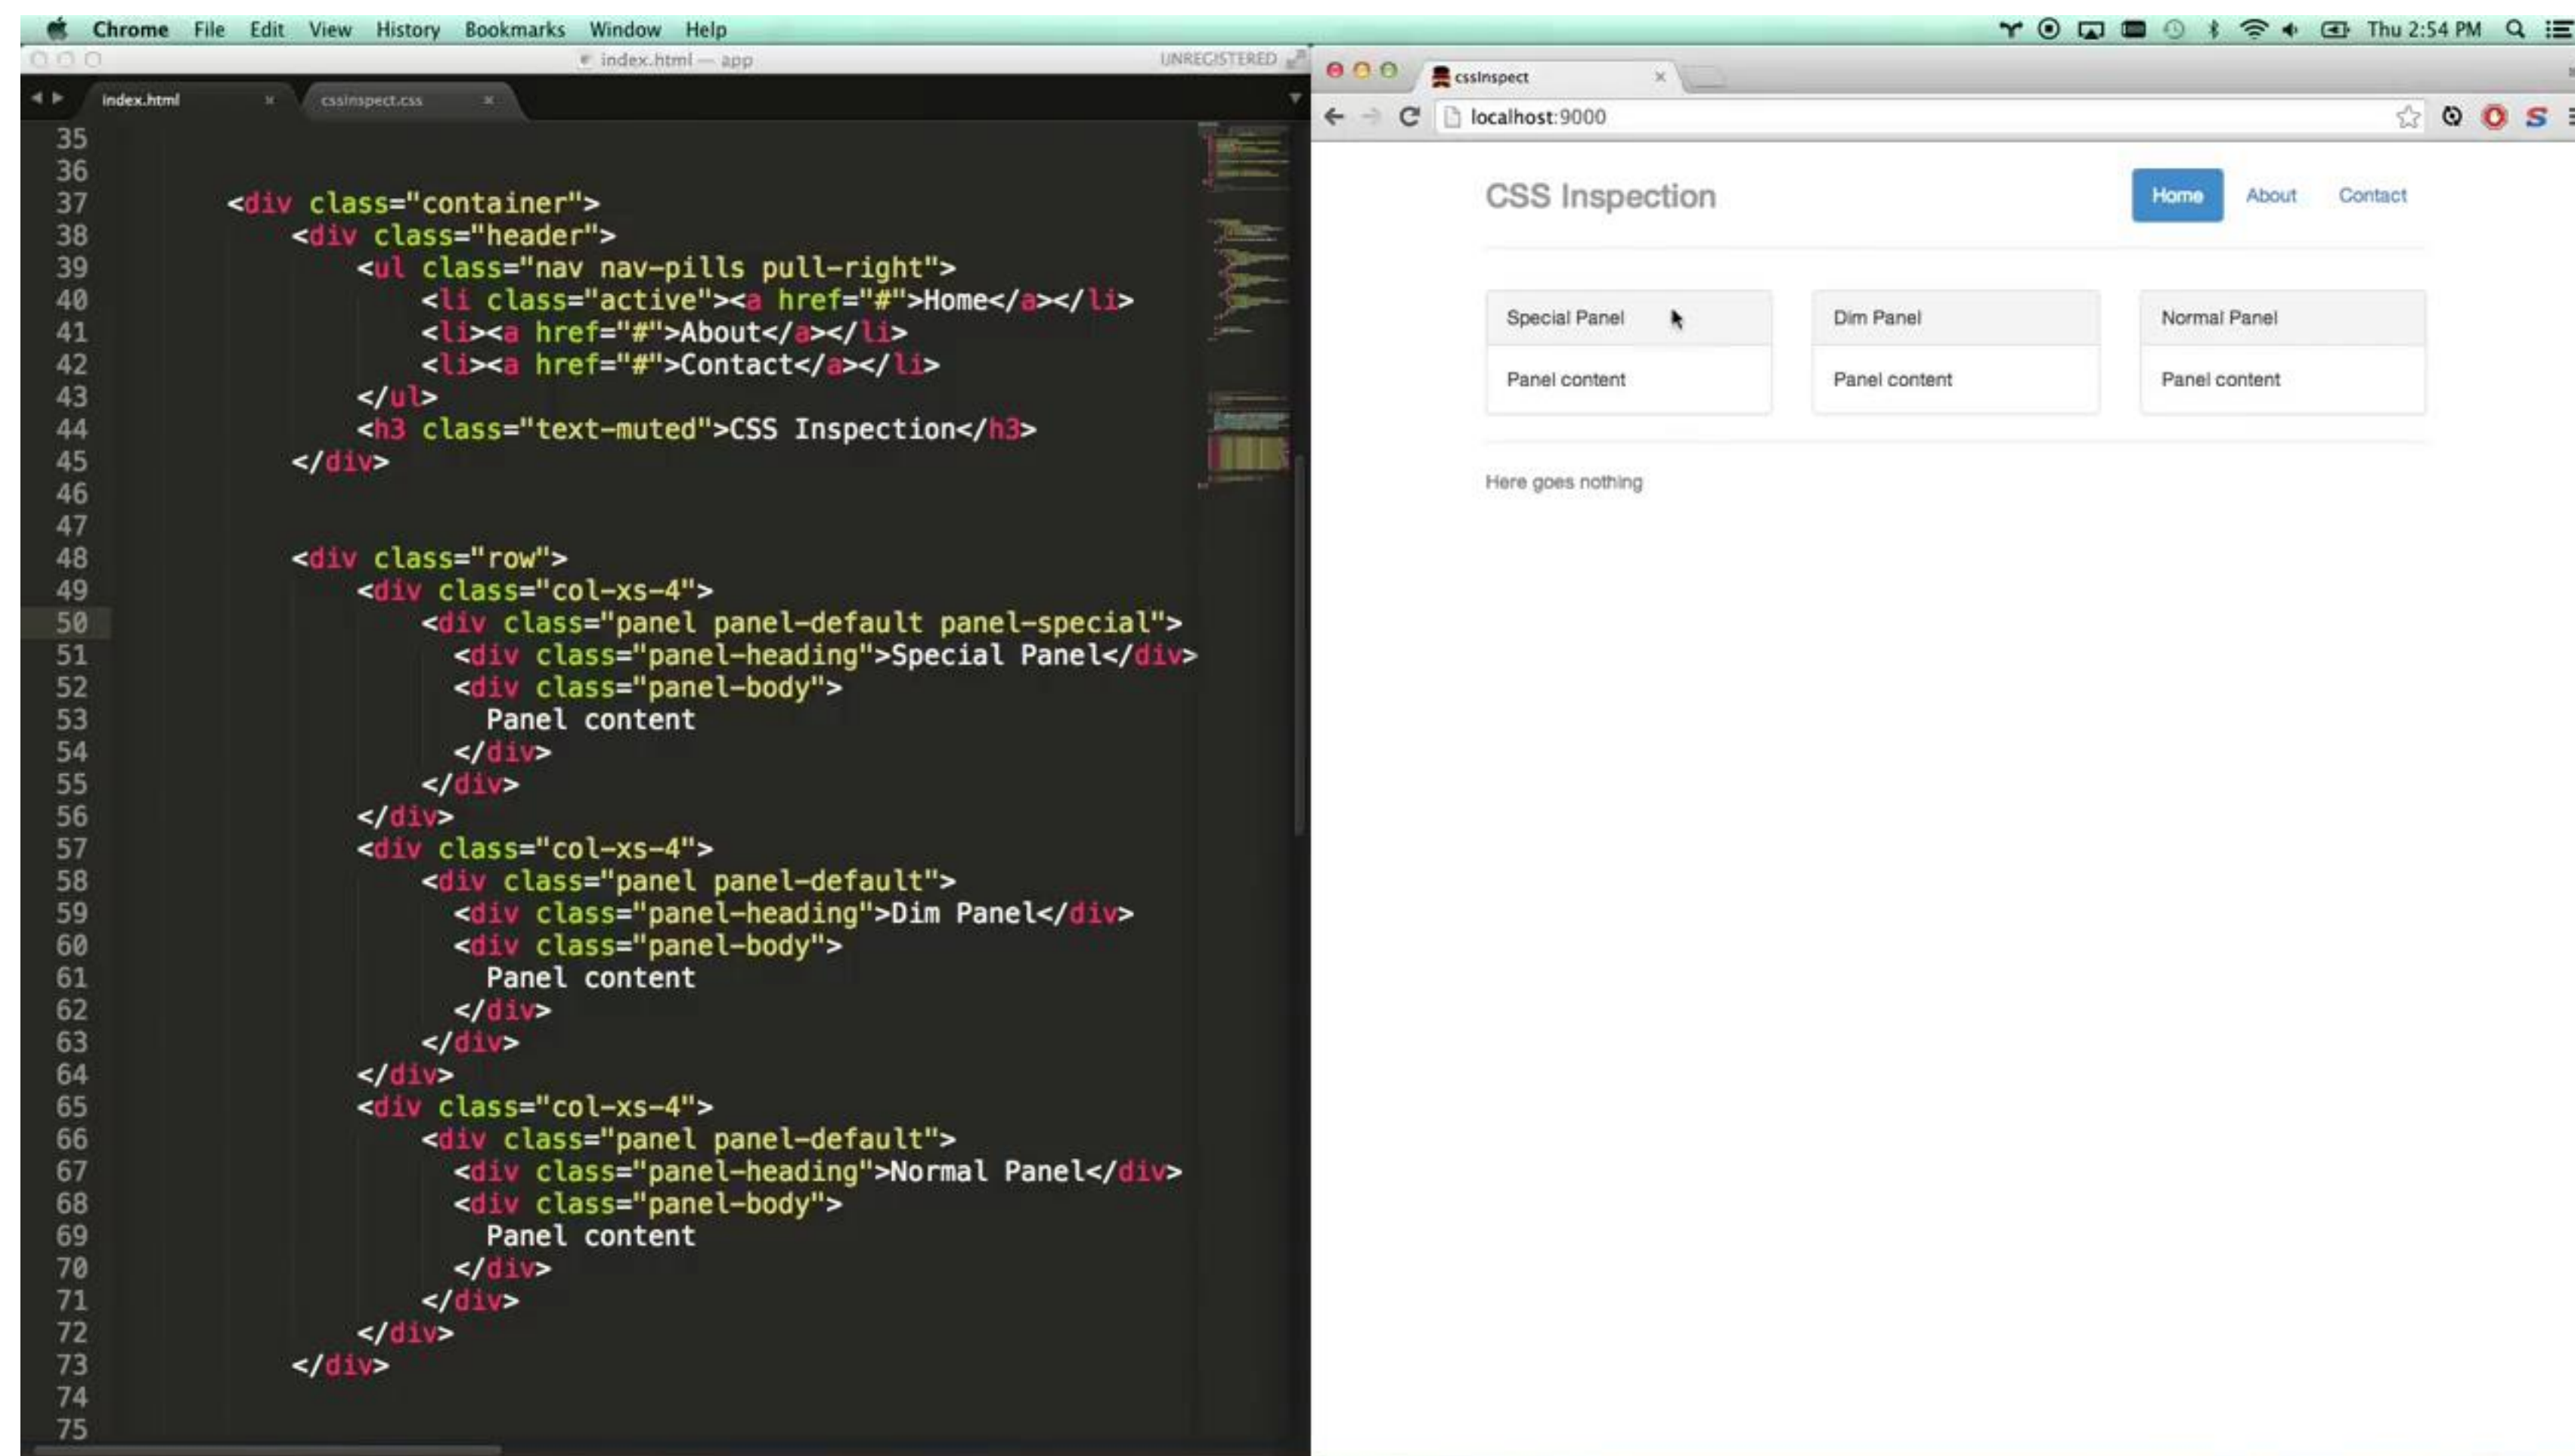 Chrome File Edit View History Bookmarks Window Help
Thu 2:54 PM
index.html — app
UNREGISTERED
index.html
cssInspect.css
35
36
37 <div class="container">
38 <div class="header">
39 <ul class="nav nav-pills pull-right">
40 <li class="active"><a href="#">Home</a></li>
41 <li><a href="#">About</a></li>
42 <li><a href="#">Contact</a></li>
43 </ul>
44 <h3 class="text-muted">CSS Inspection</h3>
45 </div>
46
47
48 <div class="row">
49 <div class="col-xs-4">
50 <div class="panel panel-default panel-special">
51 <div class="panel-heading">Special Panel</div>
52 <div class="panel-body">
53 Panel content
54 </div>
55 </div>
56 </div>
57 <div class="col-xs-4">
58 <div class="panel panel-default">
59 <div class="panel-heading">Dim Panel</div>
60 <div class="panel-body">
61 Panel content
62 </div>
63 </div>
64 </div>
65 <div class="col-xs-4">
66 <div class="panel panel-default">
67 <div class="panel-heading">Normal Panel</div>
68 <div class="panel-body">
69 Panel content
70 </div>
71 </div>
72 </div>
73 </div>
74
75
cssInspect
localhost:9000
CSS Inspection
Home About Contact
Special Panel Dim Panel Normal Panel
Panel content Panel content Panel content
Here goes nothing